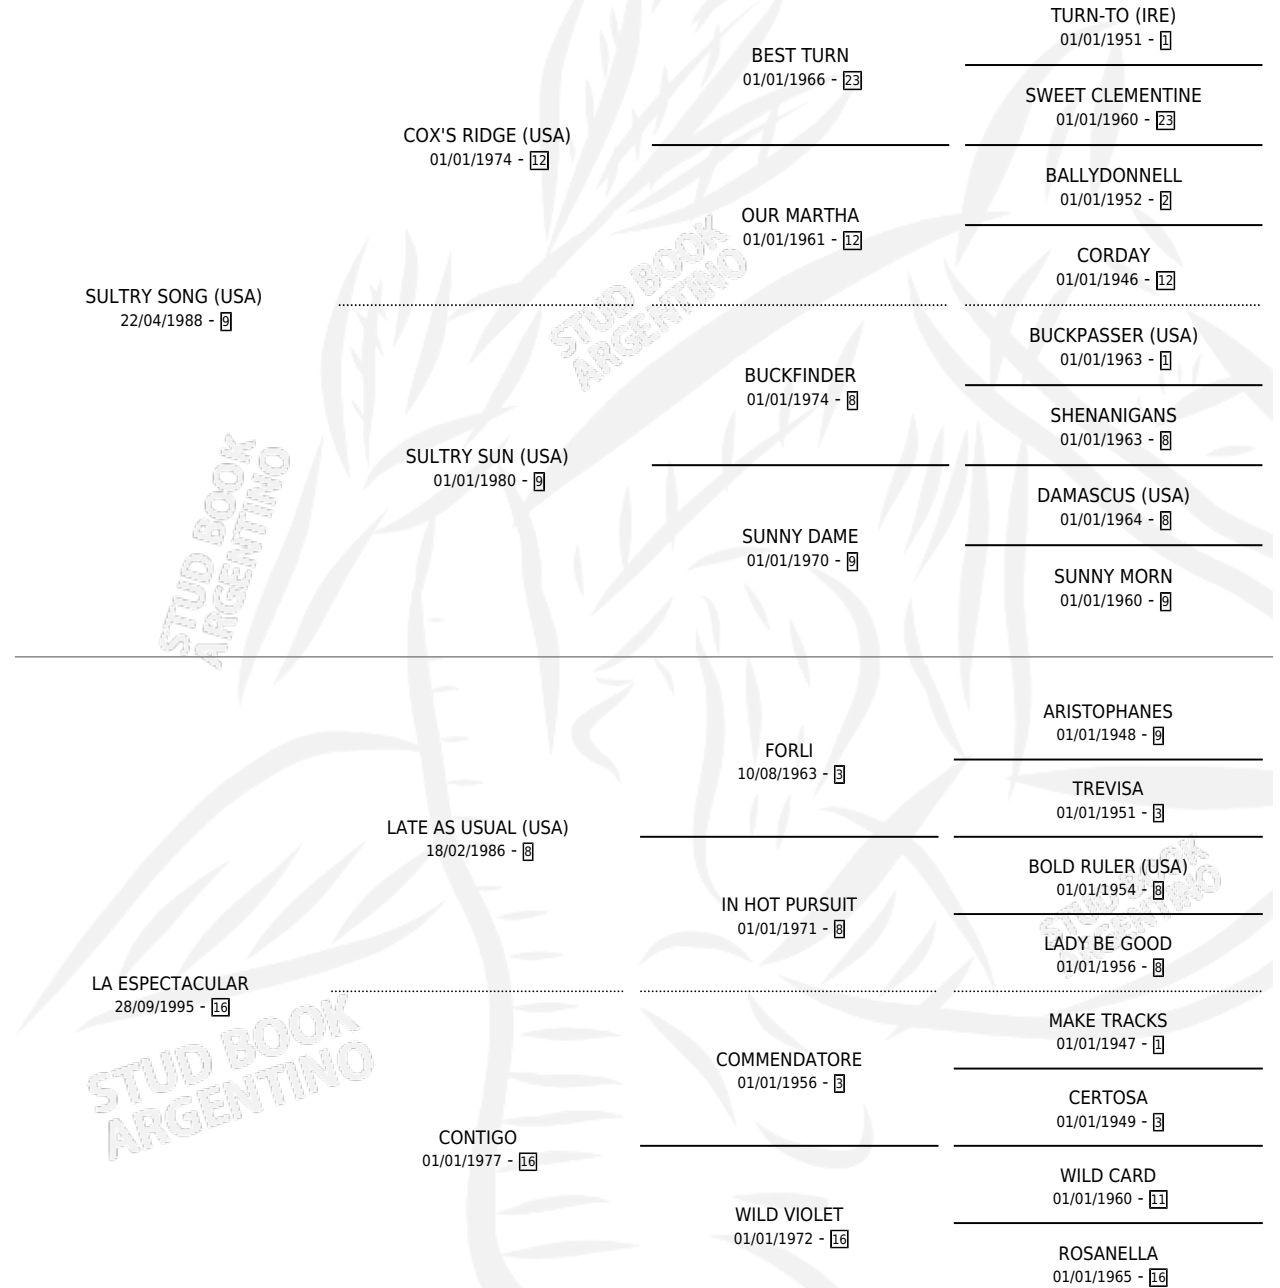 TURN-TO (IRE)
01/01/1951 - 1
BEST TURN
01/01/1966 - 23
SWEET CLEMENTINE
01/01/1960 - 23
COX'S RIDGE (USA)
01/01/1974 - 12
BALLYDONNELL
01/01/1952 - 2
OUR MARTHA
01/01/1961 - 12
CORDAY
01/01/1946 - 12
SULTRY SONG (USA)
22/04/1988 - 9
STUD BOOK
ARGENTINO
BUCKPASSER (USA)
01/01/1963 - 1
BUCKFINDER
01/01/1974 - 8
SHENANIGANS
01/01/1963 - 8
SULTRY SUN (USA)
01/01/1980 - 9
DAMASCUS (USA)
01/01/1964 - 8
SUNNY DAME
01/01/1970 - 9
SUNNY MORN
01/01/1960 - 9
STUD BOOK
ARGENTINO
ARISTOPHANES
01/01/1948 - 9
FORLI
10/08/1963 - 3
TREVISA
01/01/1951 - 3
LATE AS USUAL (USA)
18/02/1986 - 8
BOLD RULER (USA)
01/01/1954 - 8
IN HOT PURSUIT
01/01/1971 - 8
STUD BOOK
ARGENTINO
LADY BE GOOD
01/01/1956 - 8
LA ESPECTACULAR
28/09/1995 - 16
MAKE TRACKS
01/01/1947 - 1
COMMENDATORE
01/01/1956 - 3
STUD BOOK
ARGENTINO
CERTOSA
01/01/1949 - 3
CONTIGO
01/01/1977 - 16
WILD CARD
01/01/1960 - 11
WILD VIOLET
01/01/1972 - 16
ROSANELLA
01/01/1965 - 16